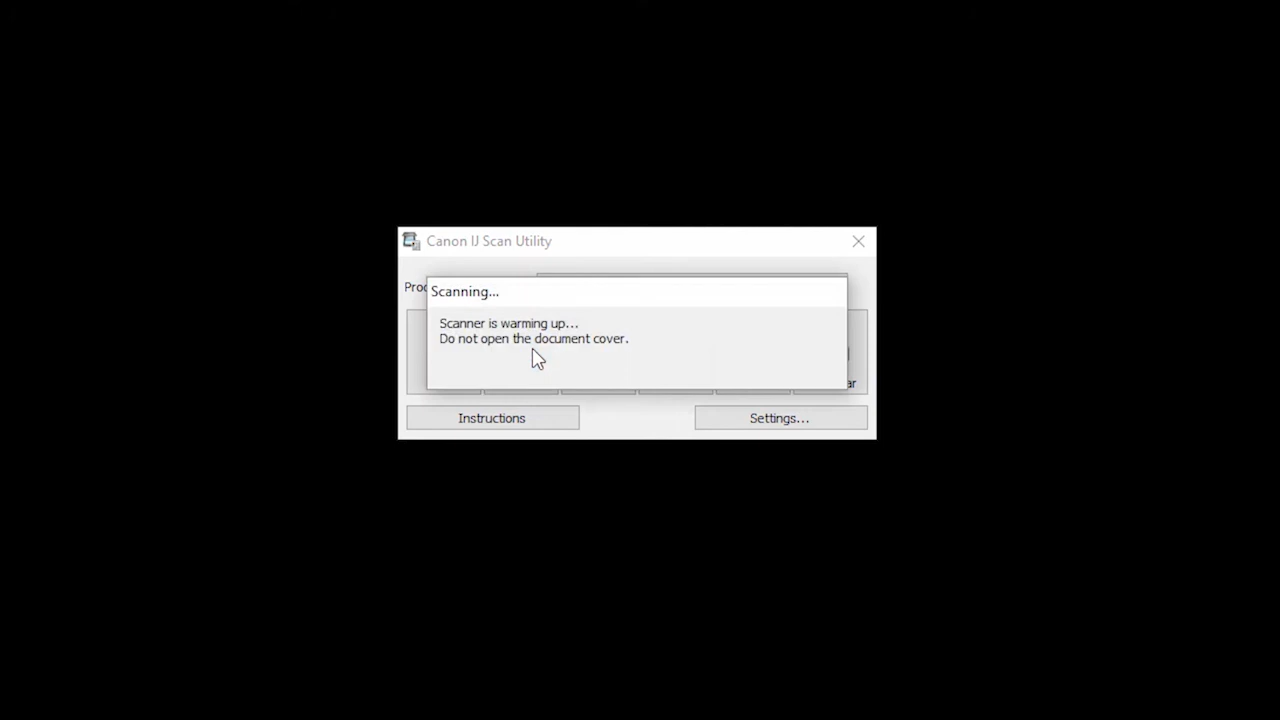 Canon IJ Scan Utility
Scanning...
Scanner is warming up...
Do not open the document cover.
Instructions
Settings...